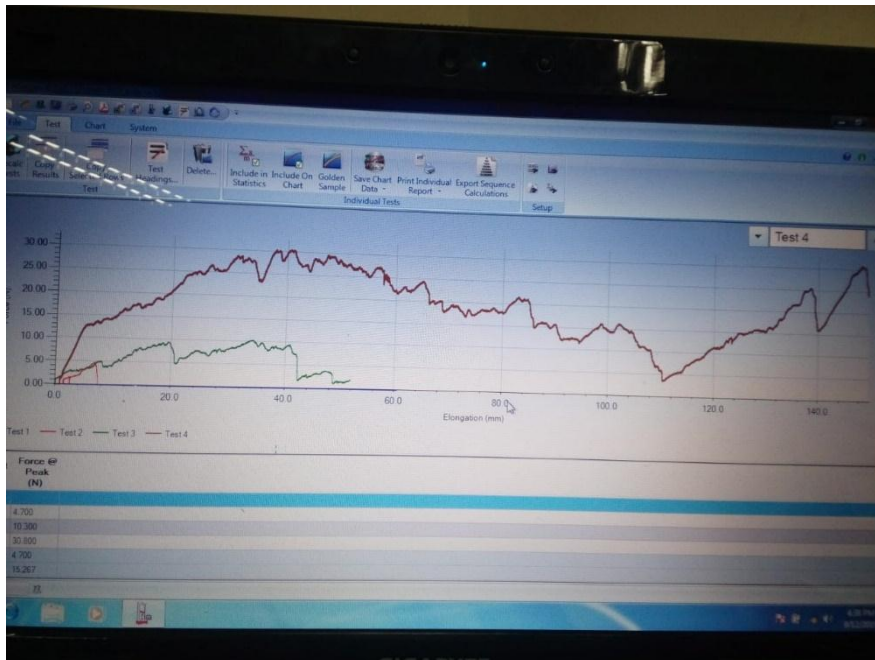 Test Chart System
Copy Results
Test Headings...
Delete...
Include in Statistics
Include On Chart
Golden Sample
Save Chart Data
Print Individual Report
Export Sequence Calculations
Test
Individual Tests
Setup
Test 4
30.00
25.00
20.00
15.00
10.00
5.00
0.00
0.0 20.0 40.0 60.0 80.0 100.0 120.0 140.0
Elongation (mm)
Test 1 Test 2 Test 3 Test 4
Force @
Peak
(N)
4.700
10.300
30.800
4.700
15.267